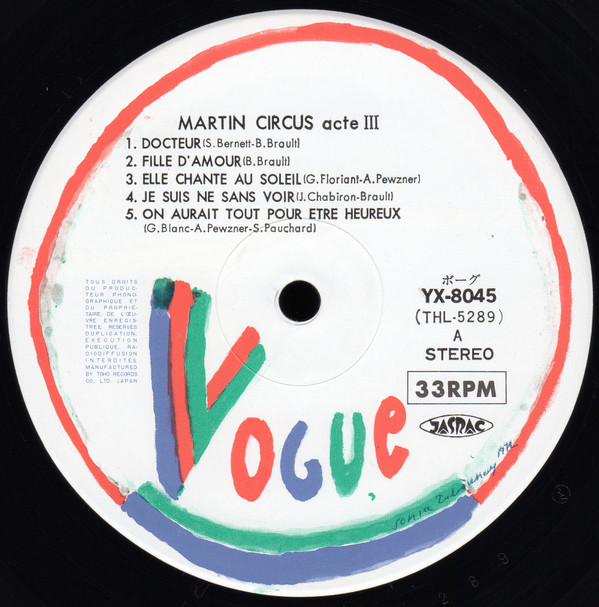 MARTIN CIRCUS acte III
1. DOCTEUR (S. Bernett-B. Brault)
2. FILLE D'AMOUR (B. Brault)
3. ELLE CHANTE AU SOLEIL (G. Floriant-A. Pewzner)
4. JE SUIS NE SANS VOIR (J. Chabiron-Brault)
5. ON AURAIT TOUT POUR ETRE HEUREUX
(G. Blanc-A. Pewzner-S. Pauchard)
TOUS DROITS
DU PRODUC-
TEUR PHONO-
GRAPHIQUE ET
DU PROPRIE-
TAIRE DE L'ŒU-
VRE ENREGIS-
TREE, RESERVES
DUPLICATION,
EXECUTION
PUBLIQUE, RA-
DIODIFFUSION
INTERDITES.
MANUFACTURED
BY TOHO RECORDS
CO., LTD. JAPAN
ボーグ
YX-8045
(THL-5289)
A
STEREO
33RPM
JASRAC
VOGUE